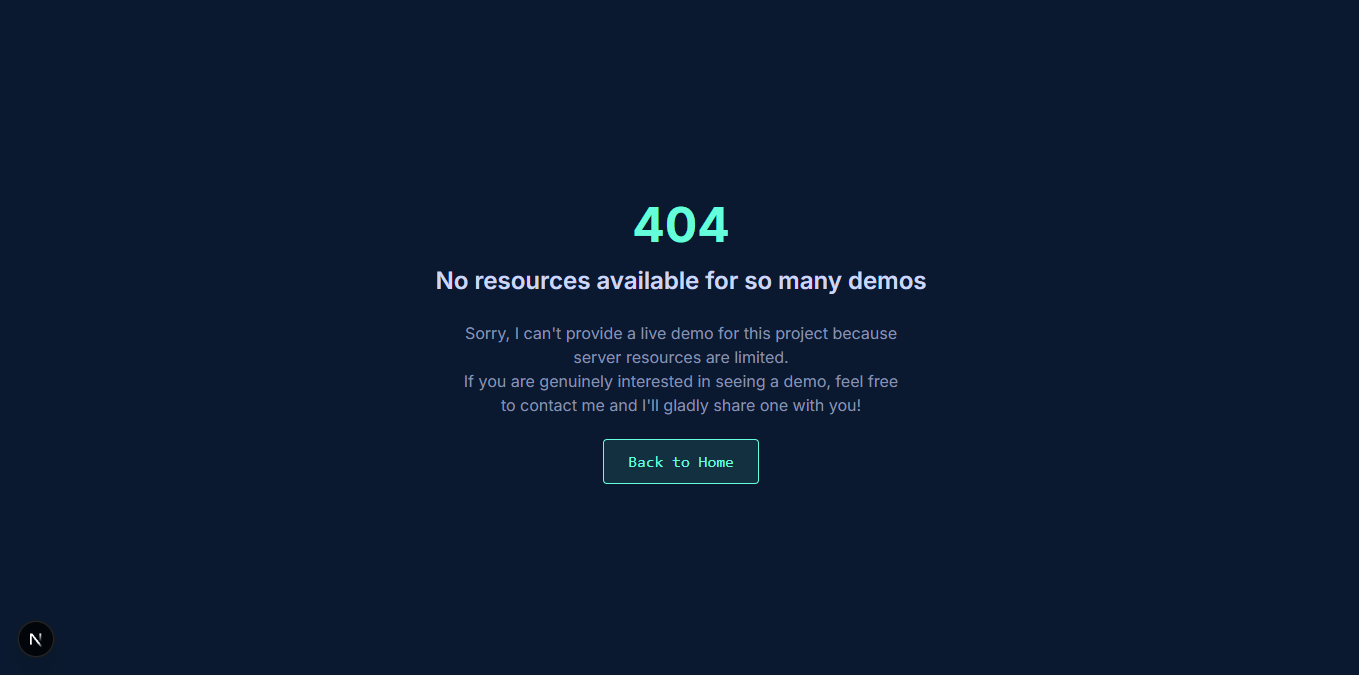 404
No resources available for so many demos
Sorry, I can't provide a live demo for this project because
server resources are limited.
If you are genuinely interested in seeing a demo, feel free
to contact me and I'll gladly share one with you!
Back to Home
N